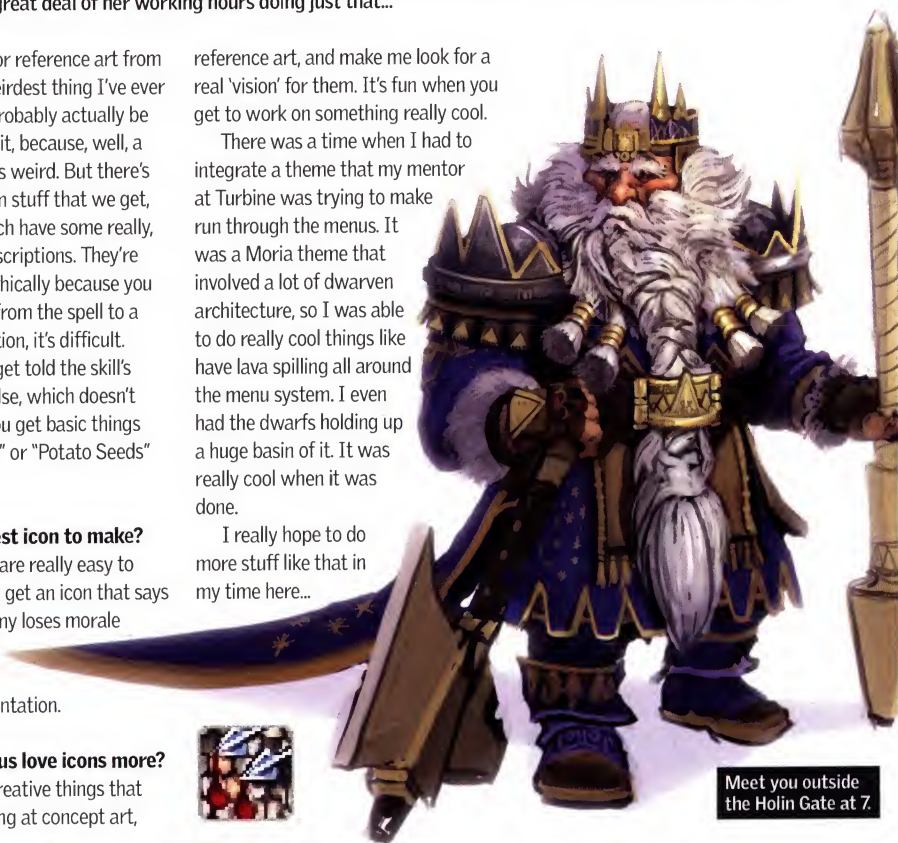 great deal of her working hours doing just that...
or reference art from
eirdest thing I've ever
robably actually be
it, because, well, a
s weird. But there's
n stuff that we get,
ch have some really,
scriptions. They're
hically because you
rom the spell to a
tion, it's difficult.
get told the skill's
lse, which doesn't
u get basic things
" or "Potato Seeds"
est icon to make?
are really easy to
get an icon that says
ny loses morale
ntation.
us love icons more?
reative things that
ng at concept art,
reference art, and make me look for a
real 'vision' for them. It's fun when you
get to work on something really cool.
There was a time when I had to
integrate a theme that my mentor
at Turbine was trying to make
run through the menus. It
was a Moria theme that
involved a lot of dwarven
architecture, so I was able
to do really cool things like
have lava spilling all around
the menu system. I even
had the dwarfs holding up
a huge basin of it. It was
really cool when it was
done.
I really hope to do
more stuff like that in
my time here...
Meet you outside
the Holin Gate at 7.